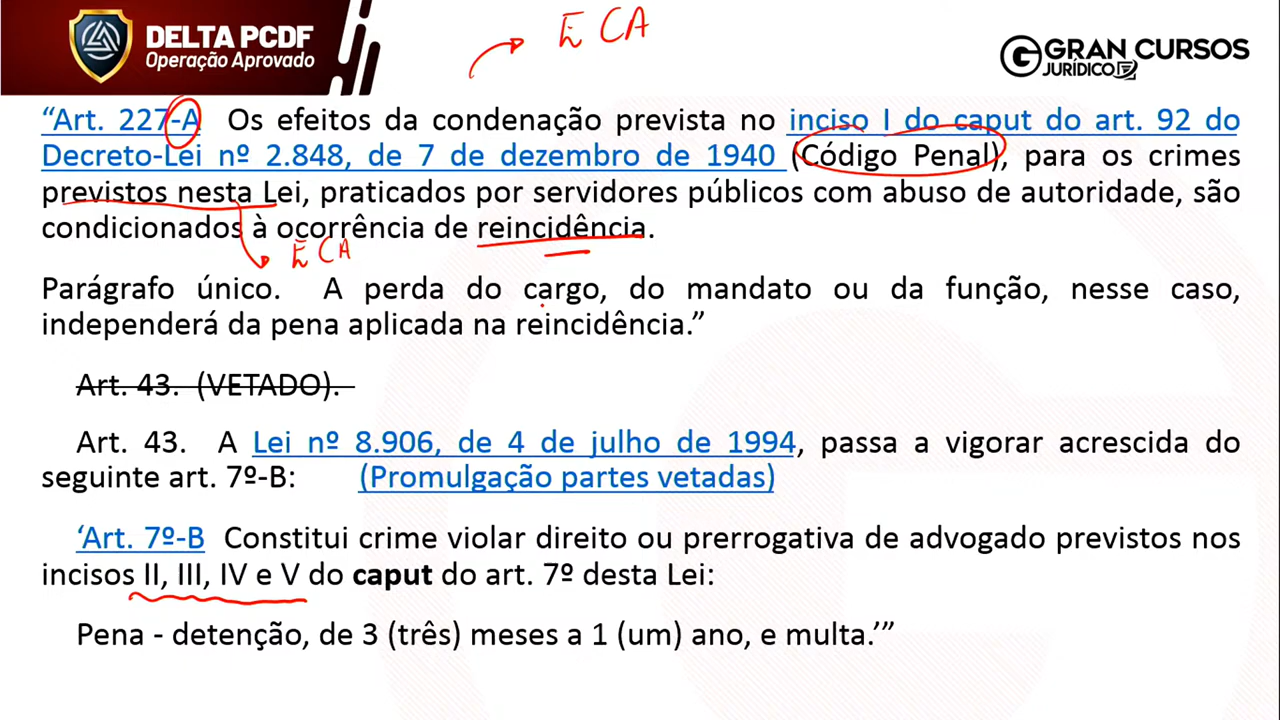 DELTA PCDF
Operação Aprovado
ECA
GRAN CURSOS
JURÍDICO
“Art. 227-A Os efeitos da condenação prevista no inciso I do caput do art. 92 do
Decreto-Lei nº 2.848, de 7 de dezembro de 1940 (Código Penal), para os crimes
previstos nesta Lei, praticados por servidores públicos com abuso de autoridade, são
condicionados à ocorrência de reincidência.
ECA
Parágrafo único. A perda do cargo, do mandato ou da função, nesse caso,
independerá da pena aplicada na reincidência.”
Art. 43. (VETADO).
Art. 43. A Lei nº 8.906, de 4 de julho de 1994, passa a vigorar acrescida do
seguinte art. 7º-B: (Promulgação partes vetadas)
‘Art. 7º-B Constitui crime violar direito ou prerrogativa de advogado previstos nos
incisos II, III, IV e V do caput do art. 7º desta Lei:
Pena - detenção, de 3 (três) meses a 1 (um) ano, e multa.’”